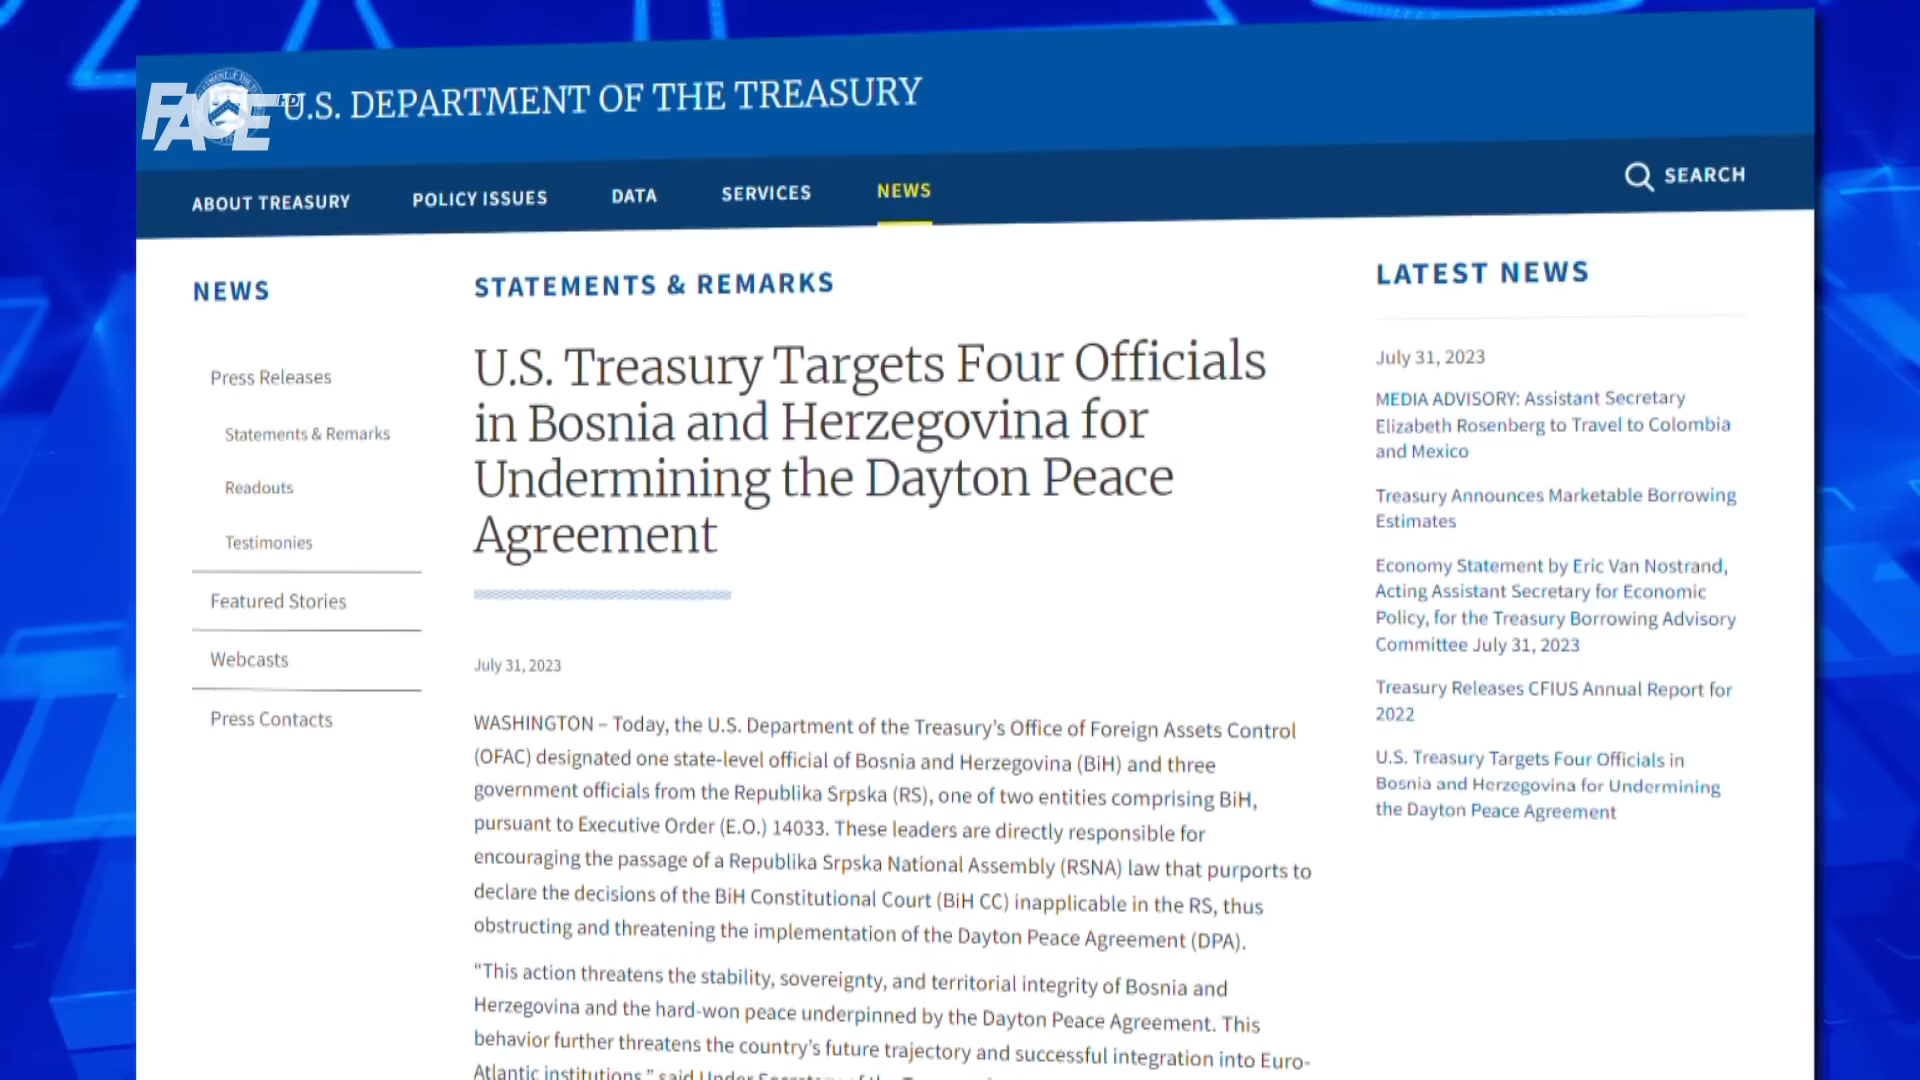 FACE HD
U.S. DEPARTMENT OF THE TREASURY
ABOUT TREASURY
POLICY ISSUES
DATA
SERVICES
NEWS
SEARCH
NEWS
Press Releases
Statements & Remarks
Readouts
Testimonies
Featured Stories
Webcasts
Press Contacts
STATEMENTS & REMARKS
U.S. Treasury Targets Four Officials
in Bosnia and Herzegovina for
Undermining the Dayton Peace
Agreement
July 31, 2023
WASHINGTON – Today, the U.S. Department of the Treasury’s Office of Foreign Assets Control
(OFAC) designated one state-level official of Bosnia and Herzegovina (BiH) and three
government officials from the Republika Srpska (RS), one of two entities comprising BiH,
pursuant to Executive Order (E.O.) 14033. These leaders are directly responsible for
encouraging the passage of a Republika Srpska National Assembly (RSNA) law that purports to
declare the decisions of the BiH Constitutional Court (BiH CC) inapplicable in the RS, thus
obstructing and threatening the implementation of the Dayton Peace Agreement (DPA).
“This action threatens the stability, sovereignty, and territorial integrity of Bosnia and
Herzegovina and the hard-won peace underpinned by the Dayton Peace Agreement. This
behavior further threatens the country’s future trajectory and successful integration into Euro-
Atlantic institutions,” said Under
LATEST NEWS
July 31, 2023
MEDIA ADVISORY: Assistant Secretary
Elizabeth Rosenberg to Travel to Colombia
and Mexico
Treasury Announces Marketable Borrowing
Estimates
Economy Statement by Eric Van Nostrand,
Acting Assistant Secretary for Economic
Policy, for the Treasury Borrowing Advisory
Committee July 31, 2023
Treasury Releases CFIUS Annual Report for
2022
U.S. Treasury Targets Four Officials in
Bosnia and Herzegovina for Undermining
the Dayton Peace Agreement